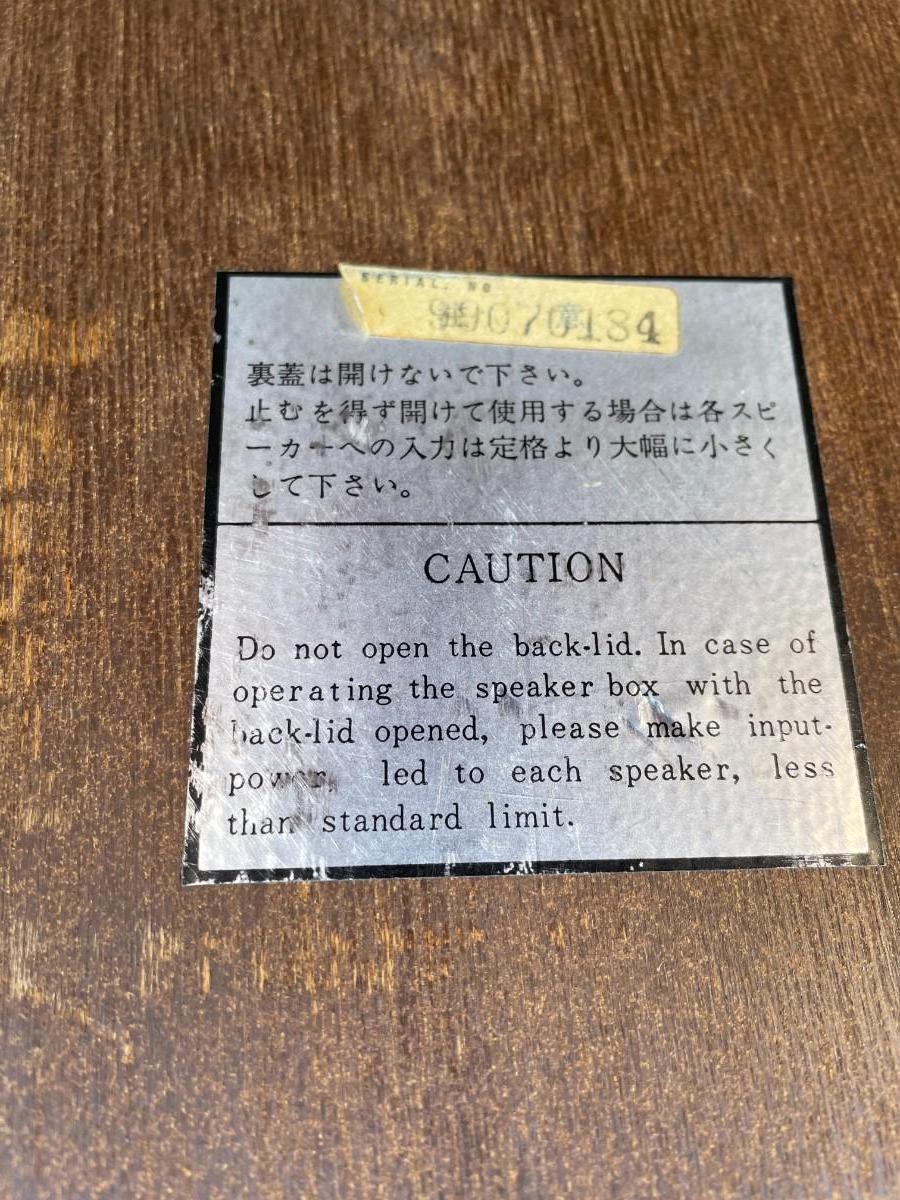 SERIAL. NO
99070184
裏蓋は開けないで下さい。
止むを得ず開けて使用する場合は各スピ
ーカーへの入力は定格より大幅に小さく
して下さい。
CAUTION
Do not open the back-lid. In case of
operating the speaker box with the
back-lid opened, please make input-
power, led to each speaker, less
than standard limit.